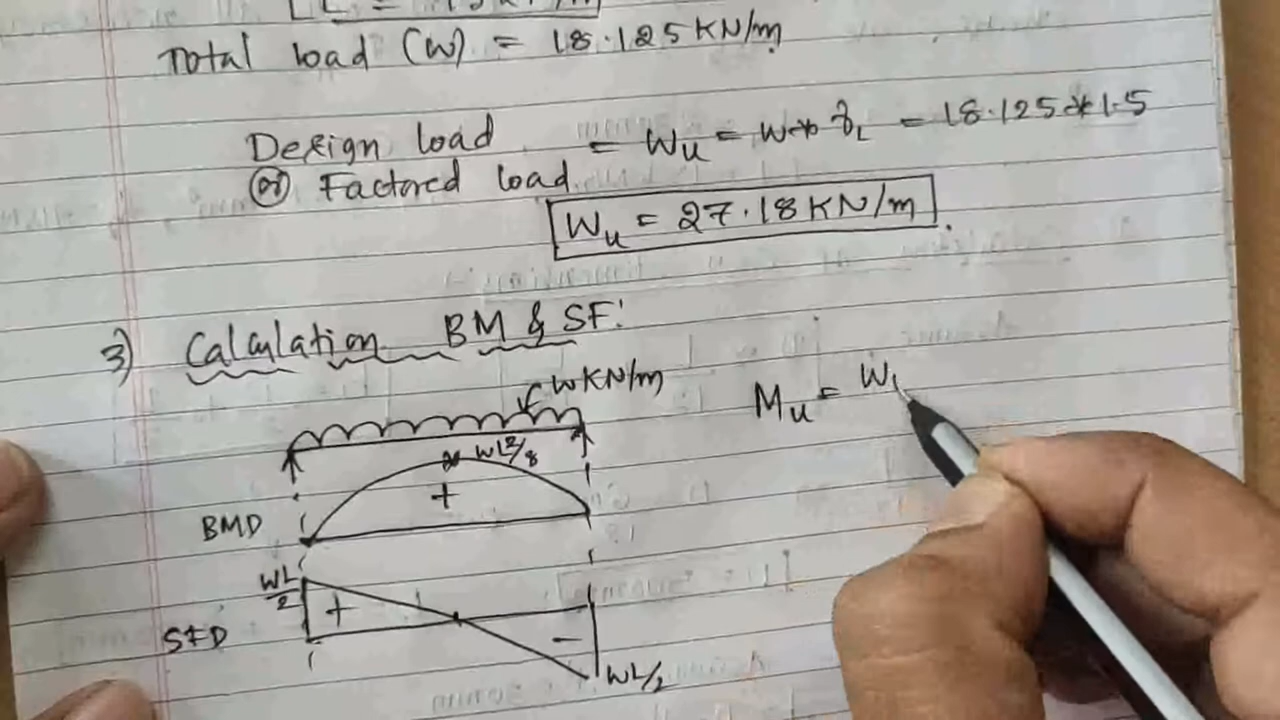 Total load (W) = 18.125 KN/m
Design load = Wu = W * γL = 18.125 * 1.5
(or) Factored load
Wu = 27.18 KN/m.
3) Calculation BM & SF:
W KN/m
Mu = W
WL²/8
+
BMD
WL/2
+
SFD
−
WL/2